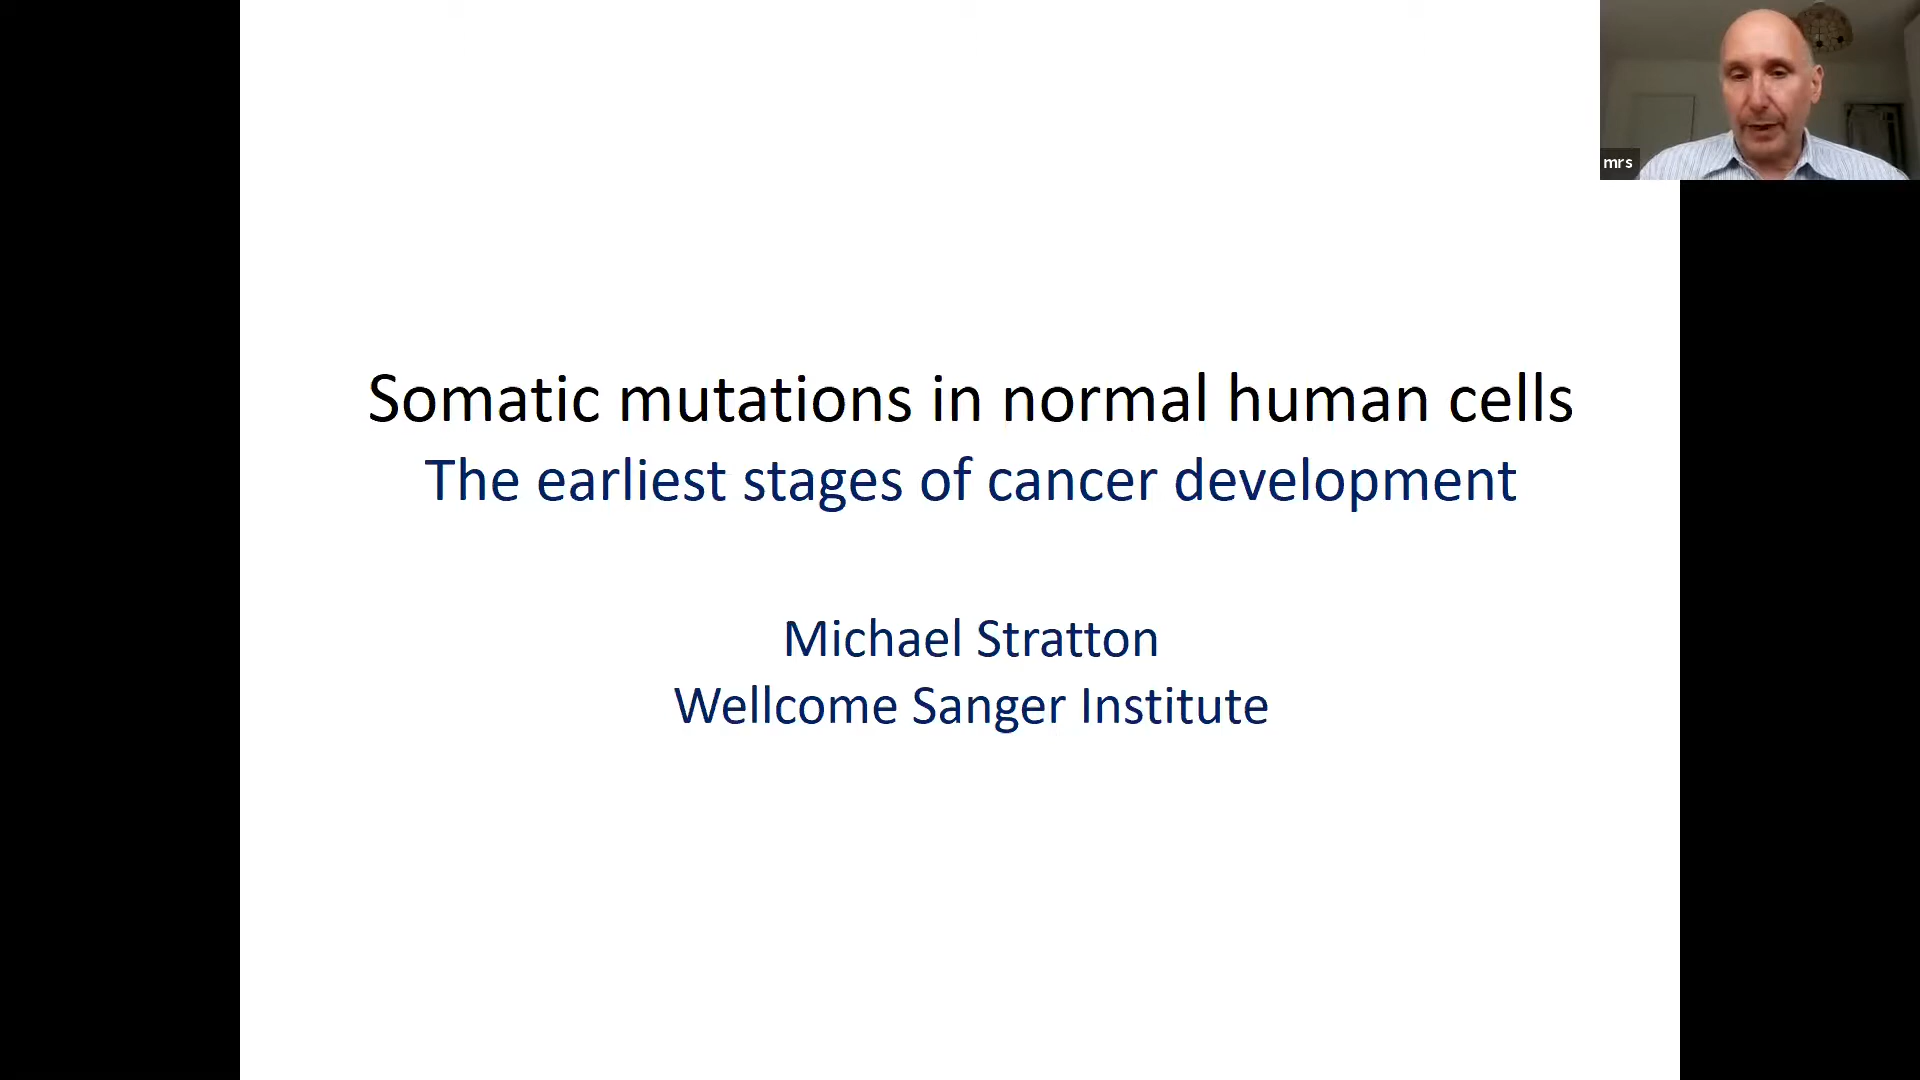 mrs
Somatic mutations in normal human cells
The earliest stages of cancer development
Michael Stratton
Wellcome Sanger Institute